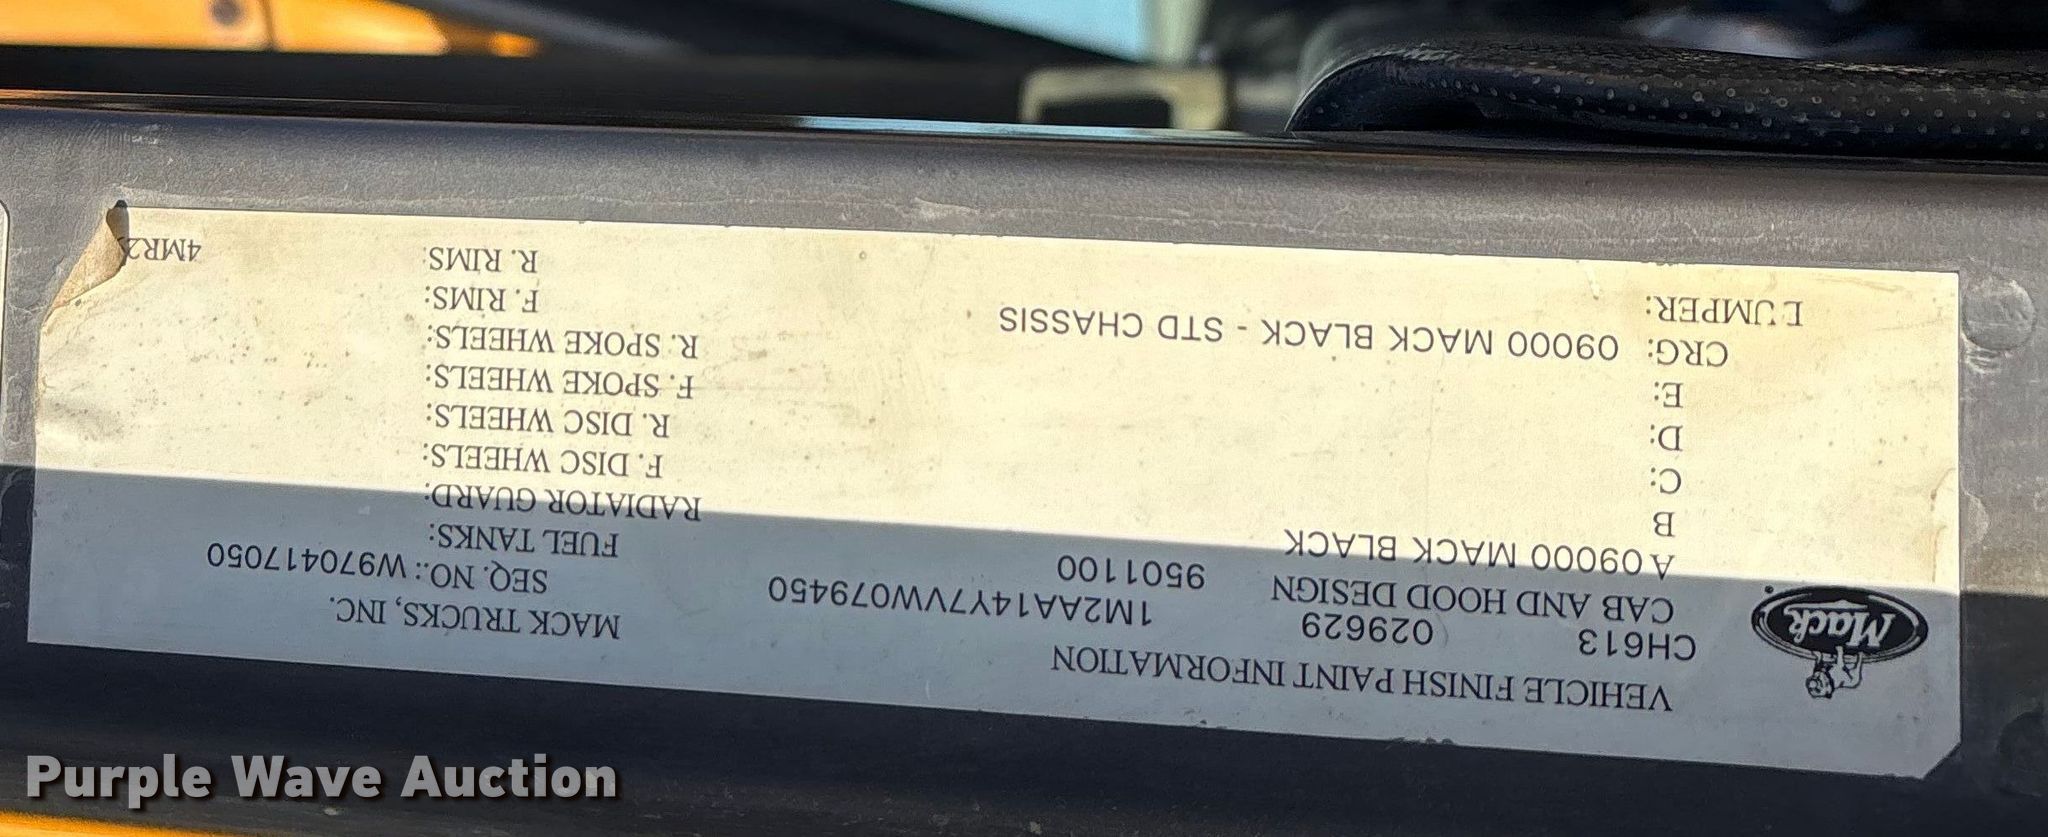 VEHICLE FINISH PAINT INFORMATION
MACK TRUCKS, INC.
Mack
CH613 029629 1M2AA14Y7VW079450 SEQ. NO.: W970417050
CAB AND HOOD DESIGN 9501100
A 09000 MACK BLACK
FUEL TANKS:
B
RADIATOR GUARD:
C:
F. DISC WHEELS:
D:
R. DISC WHEELS:
E:
F. SPOKE WHEELS:
CRG: 09000 MACK BLACK - STD CHASSIS
R. SPOKE WHEELS:
BUMPER:
F. RIMS:
R. RIMS:
Purple Wave Auction